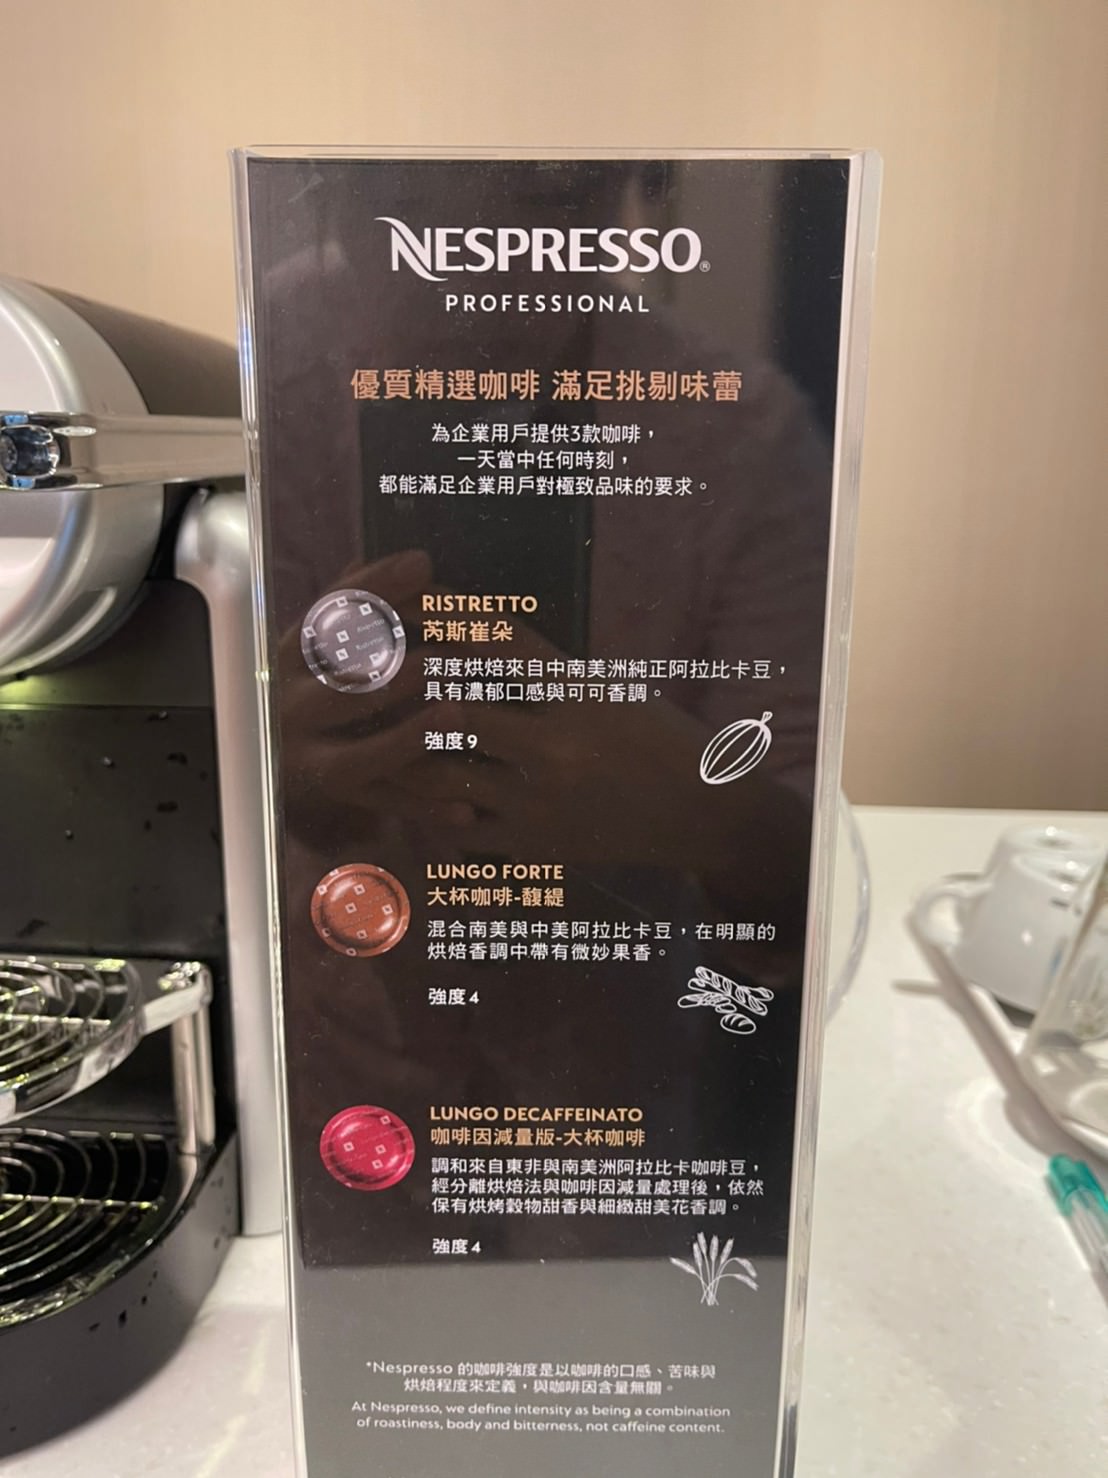 NESPRESSO®
PROFESSIONAL
優質精選咖啡 滿足挑剔味蕾
為企業用戶提供3款咖啡，
一天當中任何時刻，
都能滿足企業用戶對極致品味的要求。
RISTRETTO
芮斯崔朵
深度烘焙來自中南美洲純正阿拉比卡豆，
具有濃郁口感與可可香調。
強度9
LUNGO FORTE
大杯咖啡-馥緹
混合南美與中美阿拉比卡豆，在明顯的
烘焙香調中帶有微妙果香。
強度4
LUNGO DECAFFEINATO
咖啡因減量版-大杯咖啡
調和來自東非與南美洲阿拉比卡咖啡豆，
經分離烘焙法與咖啡因減量處理後，依然
保有烘烤穀物甜香與細緻甜美花香調。
強度4
*Nespresso 的咖啡強度是以咖啡的口感、苦味與
烘焙程度來定義，與咖啡因含量無關。
At Nespresso, we define intensity as being a combination
of roastiness, body and bitterness, not caffeine content.